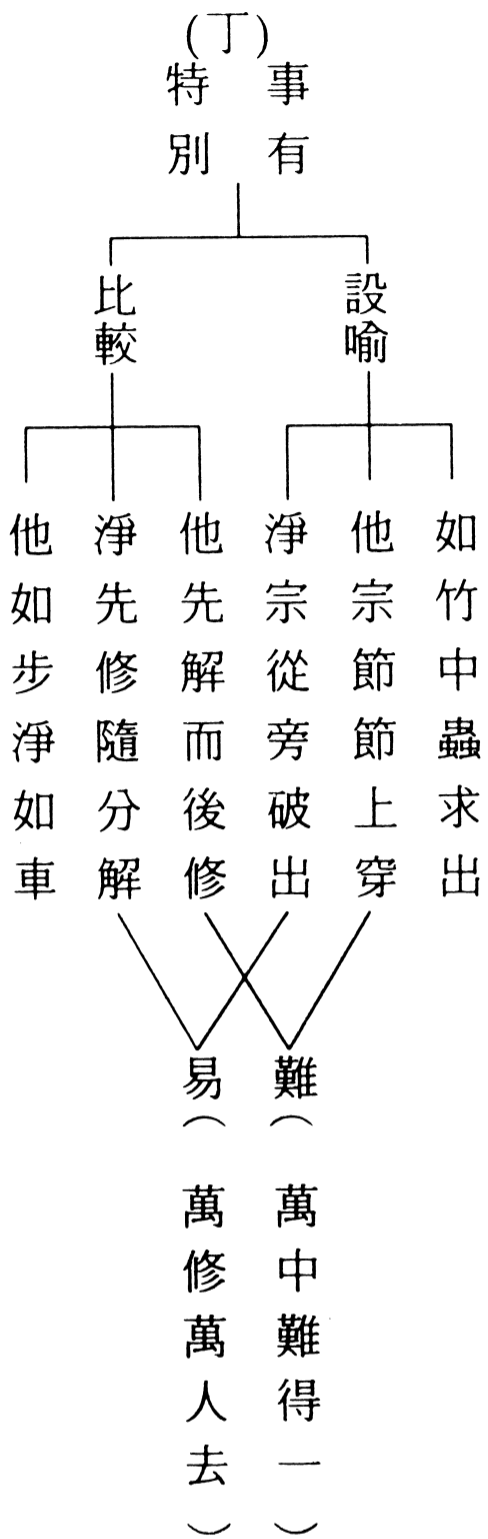 (丁)
事有
特別
設喻
比較
如竹中蟲求出
他宗節節上穿
淨宗從旁破出
他先解而後修
淨先修隨分解
他如步淨如車
難(萬中難得一)
易(萬修萬人去)